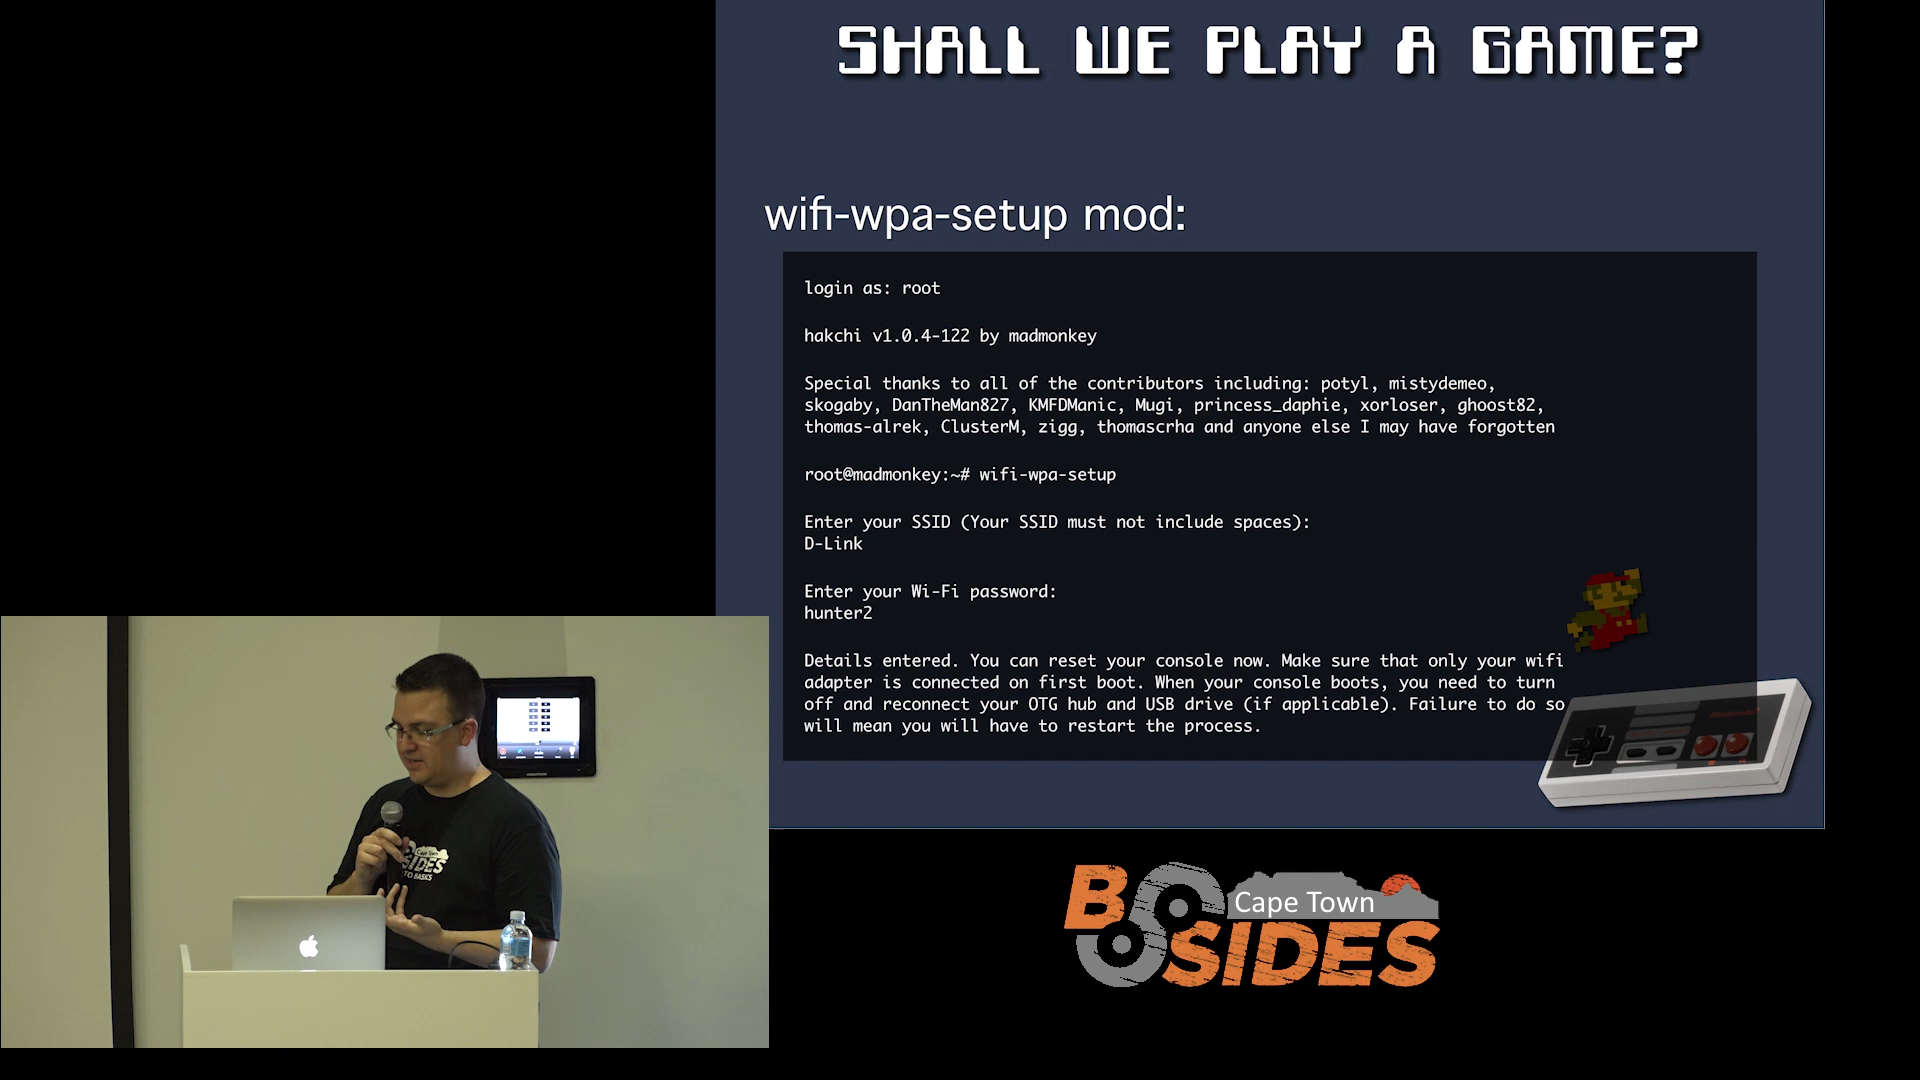 SHALL WE PLAY A GAME?
wifi-wpa-setup mod:
login as: root
hakchi v1.0.4-122 by madmonkey
Special thanks to all of the contributors including: potyl, mistydemeo,
skogaby, DanTheMan827, KMFDManic, Mugi, princess_daphie, xorloser, ghoost82,
thomas-alrek, ClusterM, zigg, thomascrha and anyone else I may have forgotten
root@madmonkey:~# wifi-wpa-setup
Enter your SSID (Your SSID must not include spaces):
D-Link
Enter your Wi-Fi password:
hunter2
Details entered. You can reset your console now. Make sure that only your wifi
adapter is connected on first boot. When your console boots, you need to turn
off and reconnect your OTG hub and USB drive (if applicable). Failure to do so
will mean you will have to restart the process.
Nintendo
Cape Town
SIDES
TO BASICS
B SIDES
Cape Town